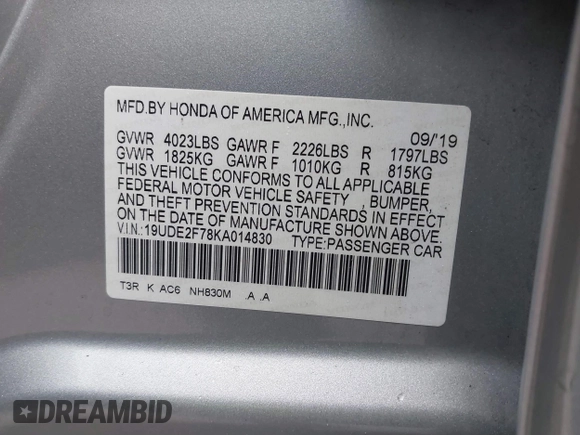 MFD.BY HONDA OF AMERICA MFG.,INC.
09/'19
GVWR 4023LBS GAWR F 2226LBS R 1797LBS
GVWR 1825KG GAWR F 1010KG R 815KG
THIS VEHICLE CONFORMS TO ALL APPLICABLE
FEDERAL MOTOR VEHICLE SAFETY , BUMPER,
AND THEFT PREVENTION STANDARDS IN EFFECT
ON THE DATE OF MANUFACTURE SHOWN ABOVE.
V.I.N.:19UDE2F78KA014830 TYPE:PASSENGER CAR
T3R K AC6 NH830M .A .A
DREAMBID